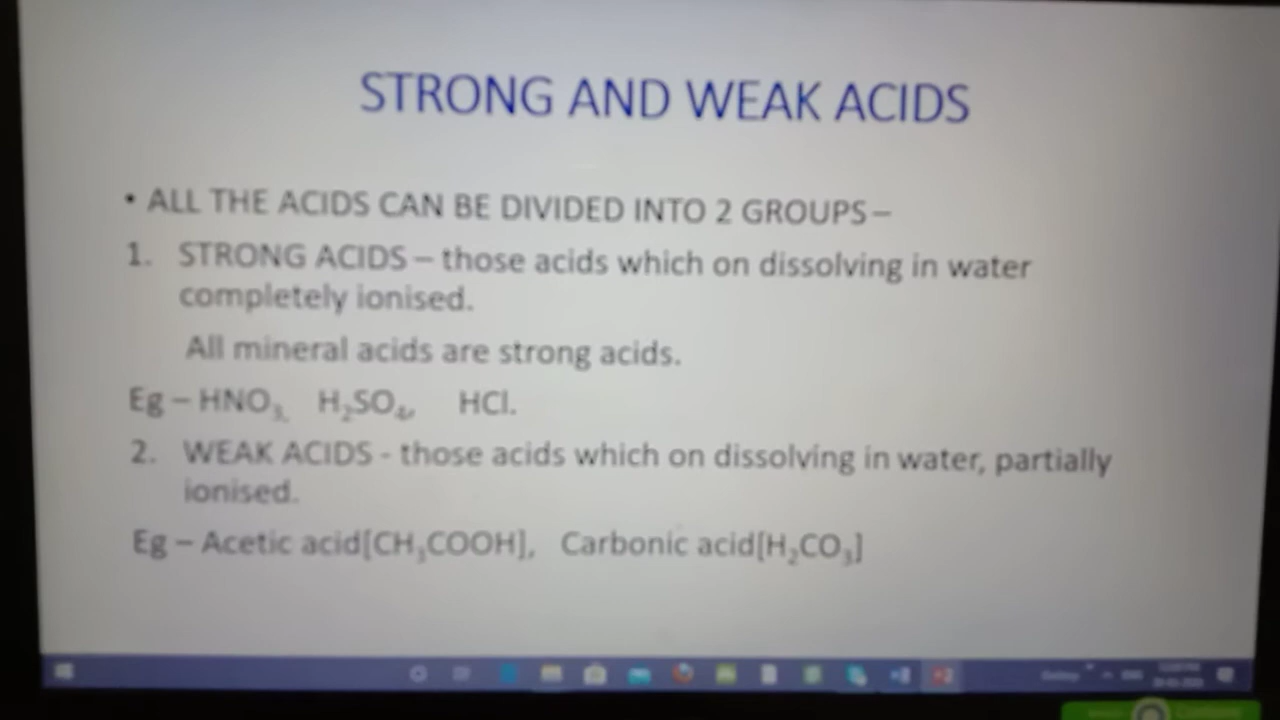 STRONG AND WEAK ACIDS
• ALL THE ACIDS CAN BE DIVIDED INTO 2 GROUPS –
1. STRONG ACIDS – those acids which on dissolving in water
completely ionised.
All mineral acids are strong acids.
Eg – HNO₃, H₂SO₄, HCl.
2. WEAK ACIDS - those acids which on dissolving in water, partially
ionised.
Eg – Acetic acid[CH₃COOH], Carbonic acid[H₂CO₃]